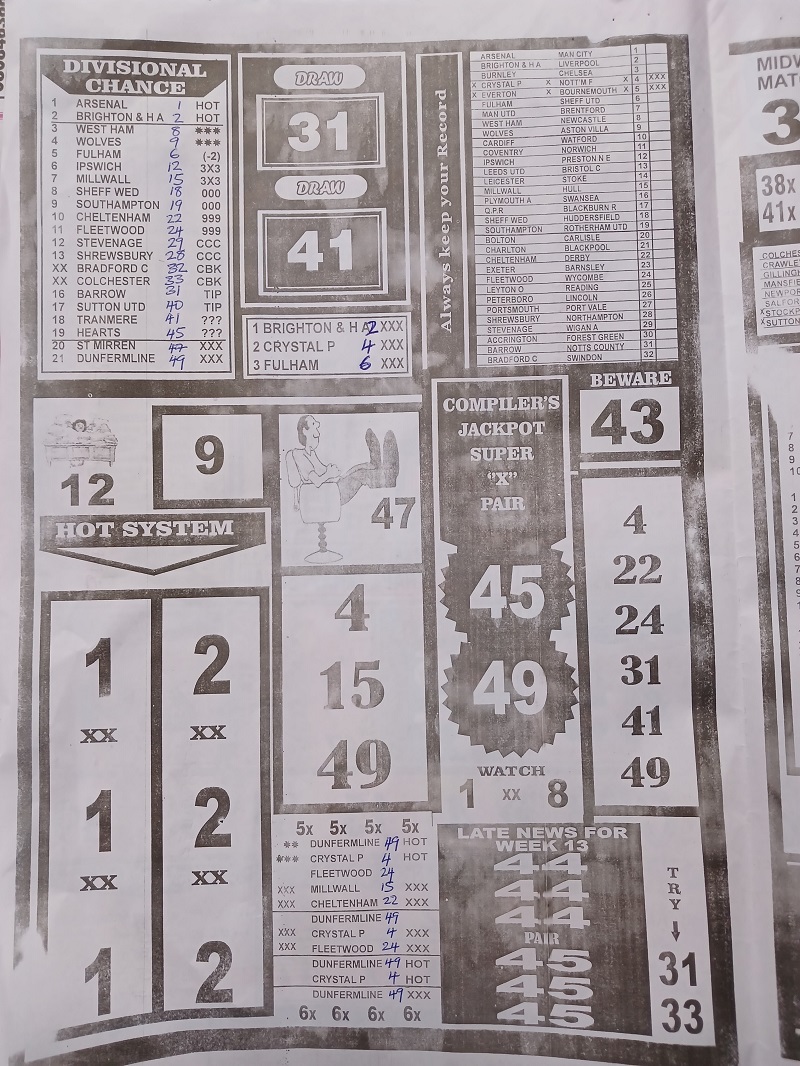 DIVISIONAL
CHANCE
1 ARSENAL 1 HOT
2 BRIGHTON & H A 2 HOT
3 WEST HAM 8 ***
4 WOLVES 9 ***
5 FULHAM 6 (-2)
6 IPSWICH 12 3X3
7 MILLWALL 15 3X3
8 SHEFF WED 18 000
9 SOUTHAMPTON 19 000
10 CHELTENHAM 22 999
11 FLEETWOOD 24 999
12 STEVENAGE 29 CCC
13 SHREWSBURY 28 CCC
XX BRADFORD C 32 CBK
XX COLCHESTER 33 CBK
16 BARROW 31 TIP
17 SUTTON UTD 40 TIP
18 TRANMERE 41 ???
19 HEARTS 45 ???
20 ST MIRREN 47 XXX
21 DUNFERMLINE 49 XXX
DRAW
31
DRAW
41
1 BRIGHTON & H A 2 XXX
2 CRYSTAL P 4 XXX
3 FULHAM 6 XXX
Always keep your Record
ARSENAL MAN CITY 1
BRIGHTON & H A LIVERPOOL 2
BURNLEY CHELSEA 3
X CRYSTAL P X NOTT'M F X 4 XXX
X EVERTON X BOURNEMOUTH X 5 XXX
FULHAM SHEFF UTD 6
MAN UTD BRENTFORD 7
WEST HAM NEWCASTLE 8
WOLVES ASTON VILLA 9
CARDIFF WATFORD 10
COVENTRY NORWICH 11
IPSWICH PRESTON N E 12
LEEDS UTD BRISTOL C 13
LEICESTER STOKE 14
MILLWALL HULL 15
PLYMOUTH A SWANSEA 16
Q.P.R BLACKBURN R 17
SHEFF WED HUDDERSFIELD 18
SOUTHAMPTON ROTHERHAM UTD 19
BOLTON CARLISLE 20
CHARLTON BLACKPOOL 21
CHELTENHAM DERBY 22
EXETER BARNSLEY 23
FLEETWOOD WYCOMBE 24
LEYTON O READING 25
PETERBORO LINCOLN 26
PORTSMOUTH PORT VALE 27
SHREWSBURY NORTHAMPTON 28
STEVENAGE WIGAN A 29
ACCRINGTON FOREST GREEN 30
BARROW NOTTS COUNTY 31
BRADFORD C SWINDON 32
12
9
47
HOT SYSTEM
1 2
XX XX
1 2
XX XX
1 2
4
15
49
5x 5x 5x 5x
** DUNFERMLINE 49 HOT
*** CRYSTAL P 4 HOT
FLEETWOOD 24
XXX MILLWALL 15 XXX
XXX CHELTENHAM 22 XXX
DUNFERMLINE 49
XXX CRYSTAL P 4 XXX
XXX FLEETWOOD 24 XXX
DUNFERMLINE 49 HOT
CRYSTAL P 4 HOT
DUNFERMLINE 49 XXX
6x 6x 6x 6x
COMPILER'S
JACKPOT
SUPER
"X"
PAIR
45
49
WATCH
1 XX 8
BEWARE
43
4
22
24
31
41
49
LATE NEWS FOR
WEEK 13
44
44
44
PAIR
45
45
45
TRY
31
33
38x
41x